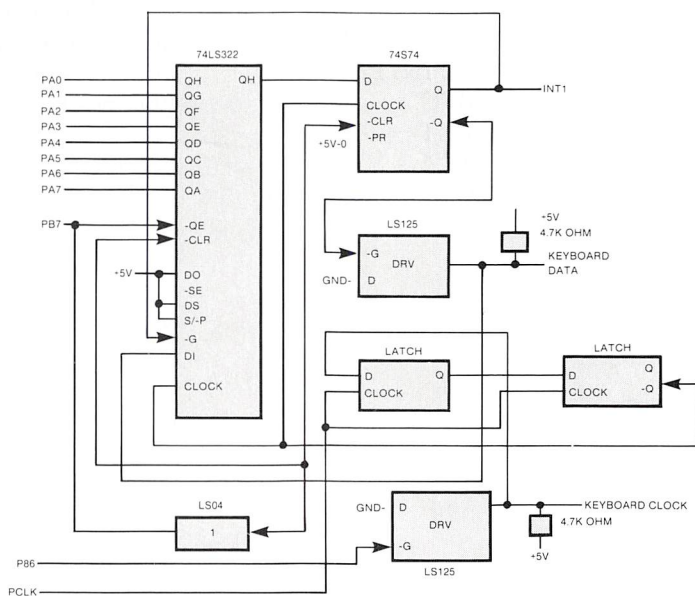 74LS322
74S74
PA0
PA1
PA2
PA3
PA4
PA5
PA6
PA7
PB7
QH
QG
QF
QE
QD
QC
QB
QA
-QE
-CLR
+5V
DO
-SE
DS
S/-P
-G
DI
CLOCK
QH
D
CLOCK
-CLR
-PR
Q
-Q
+5V-0
INT1
LS125
-G
DRV
GND-
D
+5V
4.7K OHM
KEYBOARD
DATA
LATCH
D
Q
CLOCK
LATCH
D
Q
CLOCK
-Q
LS04
1
GND-
D
DRV
-G
LS125
KEYBOARD CLOCK
4.7K OHM
+5V
P86
PCLK